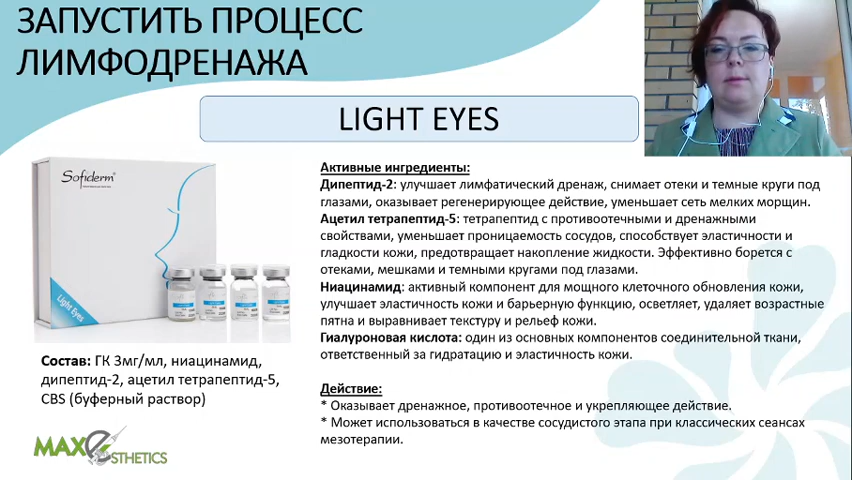 ЗАПУСТИТЬ ПРОЦЕСС
ЛИМФОДРЕНАЖА
LIGHT EYES
Sofiderm
Light Eyes
Состав: ГК 3мг/мл, ниацинамид,
дипептид-2, ацетил тетрапептид-5,
CBS (буферный раствор)
MAXESTHETICS
Активные ингредиенты:
Дипептид-2: улучшает лимфатический дренаж, снимает отеки и темные круги под
глазами, оказывает регенерирующее действие, уменьшает сеть мелких морщин.
Ацетил тетрапептид-5: тетрапептид с противоотечными и дренажными
свойствами, уменьшает проницаемость сосудов, способствует эластичности и
гладкости кожи, предотвращает накопление жидкости. Эффективно борется с
отеками, мешками и темными кругами под глазами.
Ниацинамид: активный компонент для мощного клеточного обновления кожи,
улучшает эластичность кожи и барьерную функцию, осветляет, удаляет возрастные
пятна и выравнивает текстуру и рельеф кожи.
Гиалуроновая кислота: один из основных компонентов соединительной ткани,
ответственный за гидратацию и эластичность кожи.
Действие:
* Оказывает дренажное, противоотечное и укрепляющее действие.
* Может использоваться в качестве сосудистого этапа при классических сеансах
мезотерапии.